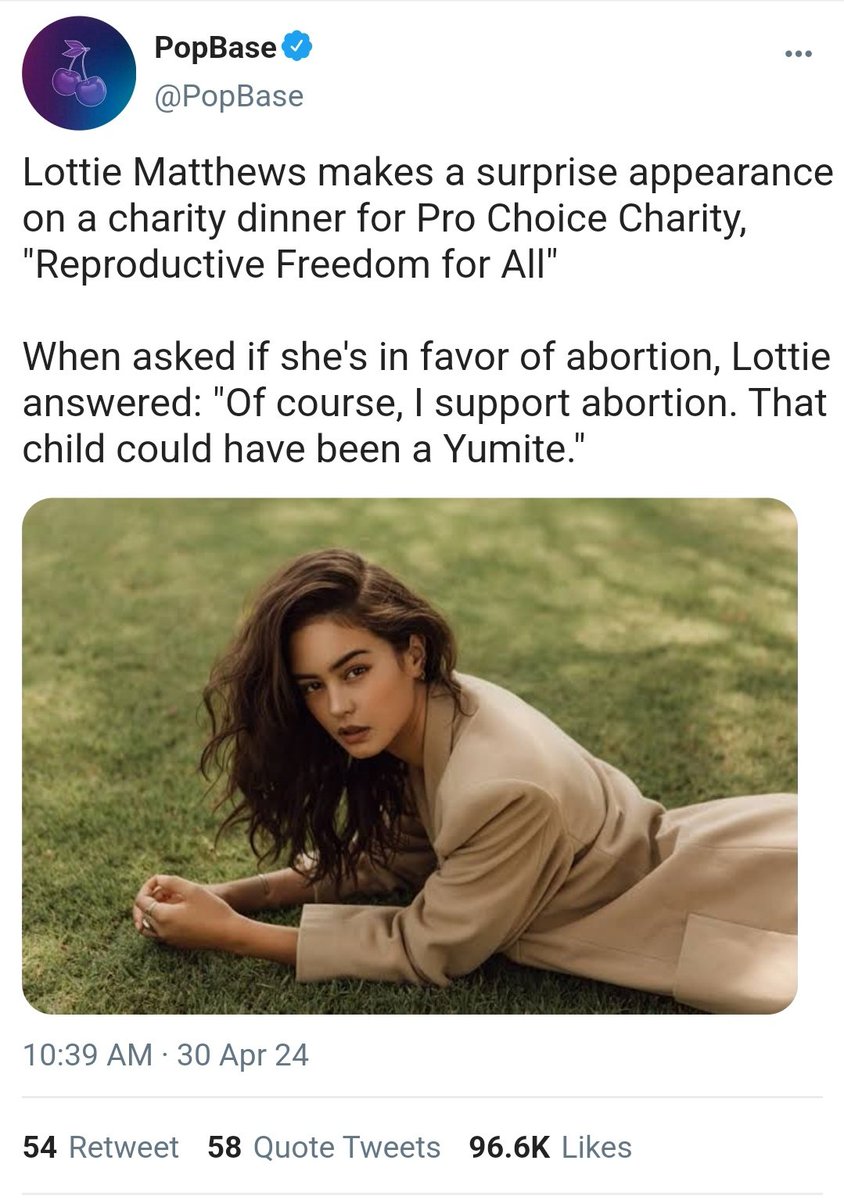 PopBase
@PopBase
Lottie Matthews makes a surprise appearance
on a charity dinner for Pro Choice Charity,
"Reproductive Freedom for All"
When asked if she's in favor of abortion, Lottie
answered: "Of course, I support abortion. That
child could have been a Yumite."
10:39 AM · 30 Apr 24
54 Retweet 58 Quote Tweets 96.6K Likes